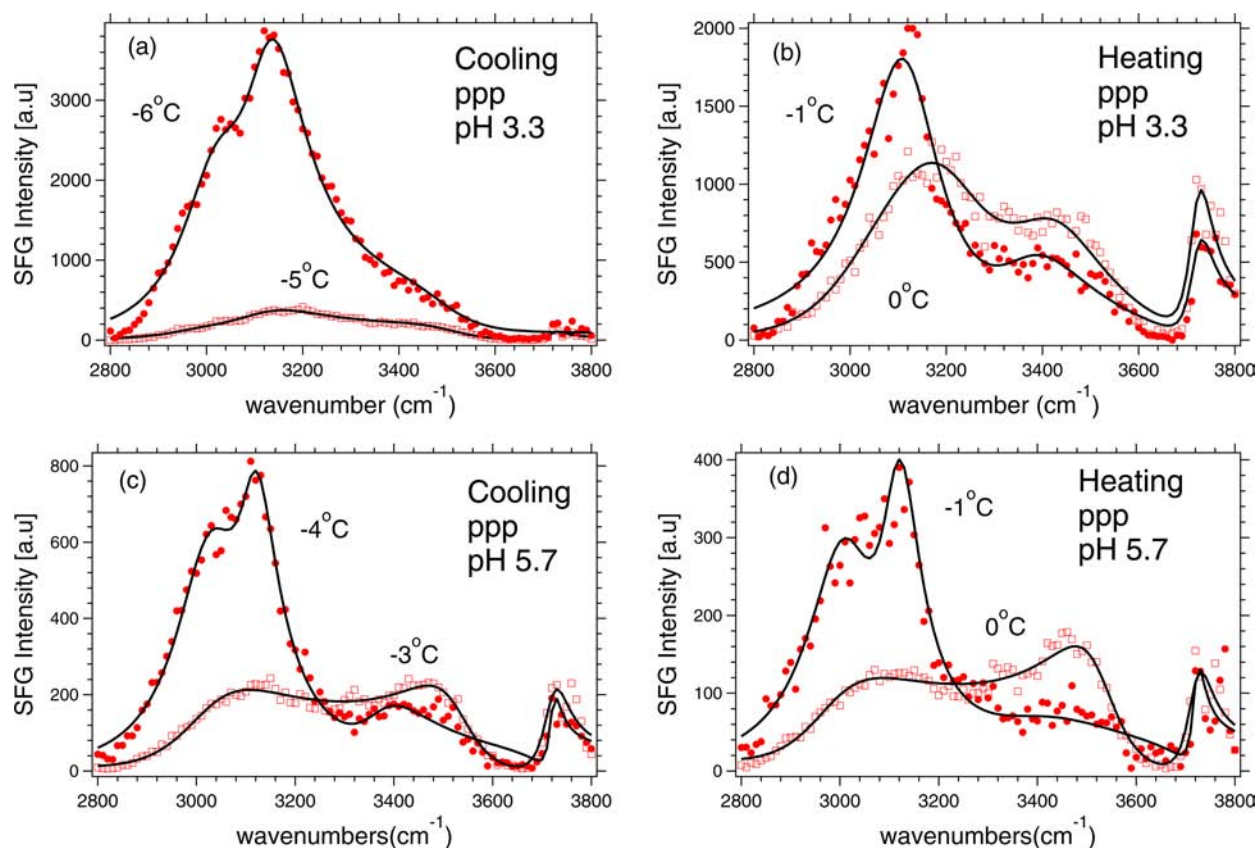 (a)
Cooling
ppp
pH 3.3
-6°C
-5°C
SFG Intensity [a.u]
3000
2000
1000
0
2800 3000 3200 3400 3600 3800
wavenumber (cm-1)
(b)
Heating
ppp
pH 3.3
-1°C
0°C
SFG Intensity [a.u]
2000
1500
1000
500
0
2800 3000 3200 3400 3600 3800
wavenumber (cm-1)
(c)
Cooling
ppp
pH 5.7
-4°C
-3°C
SFG Intensity [a.u]
800
600
400
200
0
2800 3000 3200 3400 3600 3800
wavenumbers(cm-1)
(d)
Heating
ppp
pH 5.7
-1°C
0°C
SFG Intensity [a.u]
400
300
200
100
0
2800 3000 3200 3400 3600 3800
wavenumbers(cm-1)